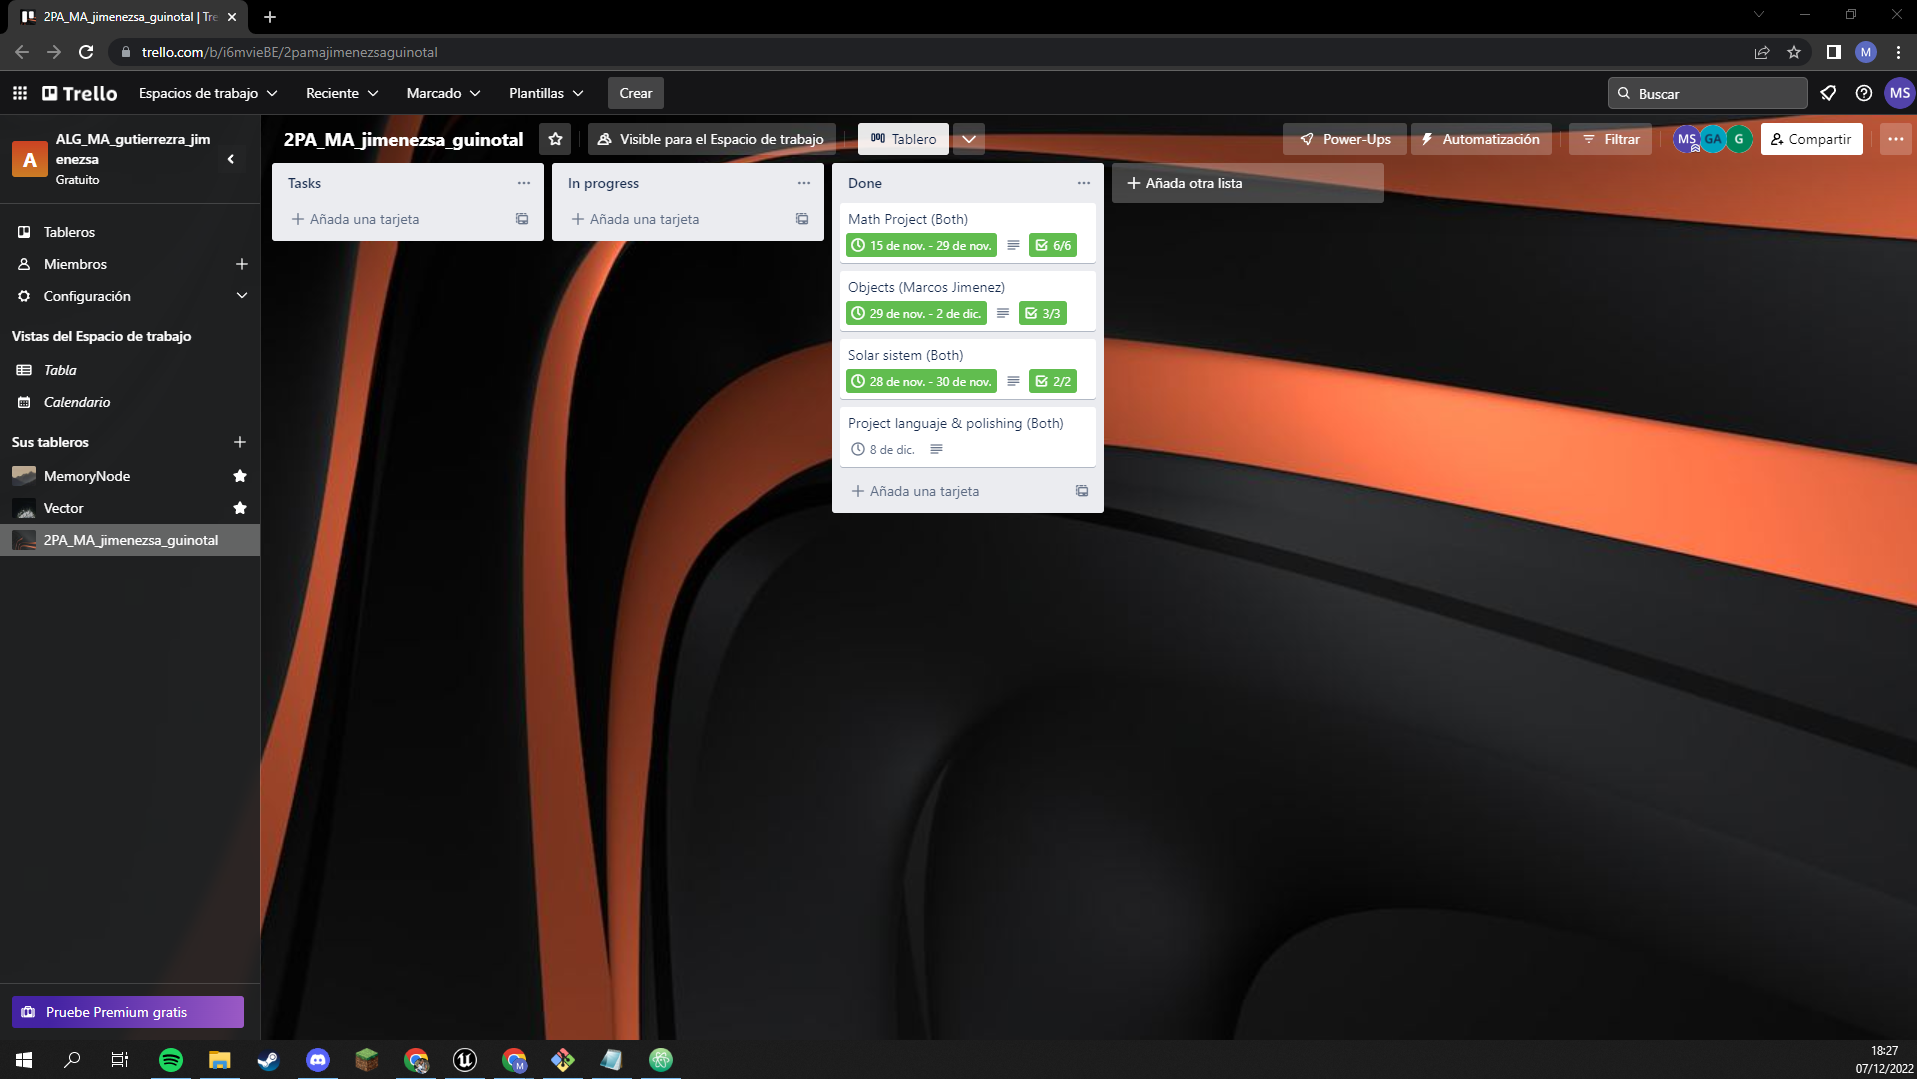 2PA_MA_jimenezsa_guinotal | Tre
trello.com/b/i6mvieBE/2pamajimenezsaguinotal
M
Trello
Espacios de trabajo
Reciente
Marcado
Plantillas
Crear
Buscar
MS
A
ALG_MA_gutierrezra_jim
enezsa
Gratuito
2PA_MA_jimenezsa_guinotal
Visible para el Espacio de trabajo
Tablero
Power-Ups
Automatización
Filtrar
MS
GA
G
Compartir
Tableros
Miembros
Configuración
Vistas del Espacio de trabajo
Tabla
Calendario
Sus tableros
MemoryNode
Vector
2PA_MA_jimenezsa_guinotal
Pruebe Premium gratis
Tasks
Añada una tarjeta
In progress
Añada una tarjeta
Done
Math Project (Both)
15 de nov. - 29 de nov.
6/6
Objects (Marcos Jimenez)
29 de nov. - 2 de dic.
3/3
Solar sistem (Both)
28 de nov. - 30 de nov.
2/2
Project languaje & polishing (Both)
8 de dic.
Añada una tarjeta
Añada otra lista
M
18:27
07/12/2022